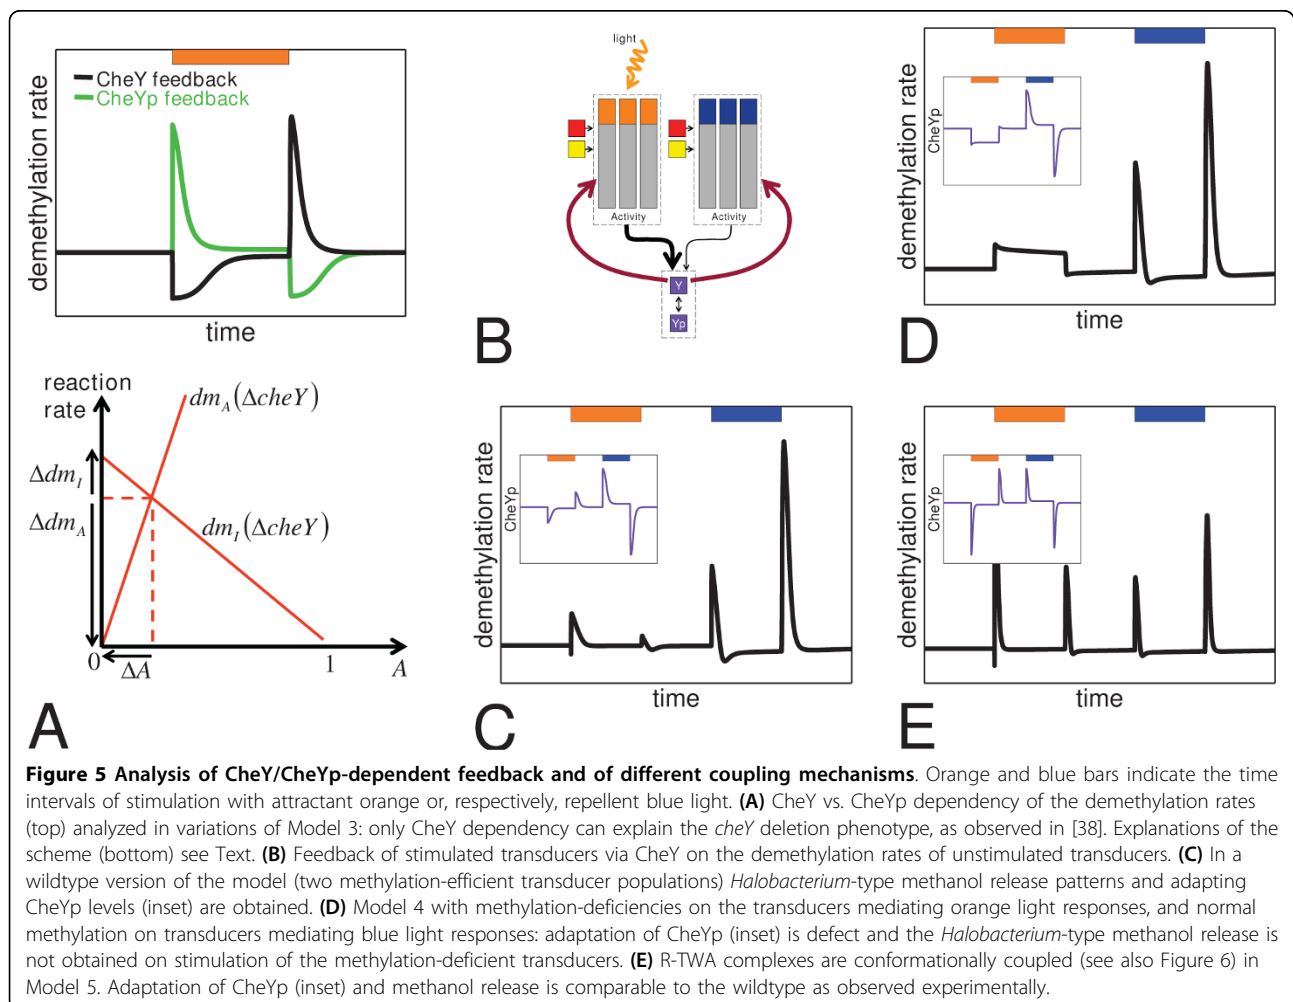 demethylation rate
CheY feedback
CheYp feedback
time
reaction
rate
dm_A(ΔcheY)
Δdm_I
Δdm_A
dm_I(ΔcheY)
0
ΔA
1
A
A
light
Activity
Activity
Y
Yp
B
demethylation rate
CheYp
time
C
demethylation rate
CheYp
time
D
demethylation rate
CheYp
time
E
Figure 5 Analysis of CheY/CheYp-dependent feedback and of different coupling mechanisms. Orange and blue bars indicate the time
intervals of stimulation with attractant orange or, respectively, repellent blue light. (A) CheY vs. CheYp dependency of the demethylation rates
(top) analyzed in variations of Model 3: only CheY dependency can explain the cheY deletion phenotype, as observed in [38]. Explanations of the
scheme (bottom) see Text. (B) Feedback of stimulated transducers via CheY on the demethylation rates of unstimulated transducers. (C) In a
wildtype version of the model (two methylation-efficient transducer populations) Halobacterium-type methanol release patterns and adapting
CheYp levels (inset) are obtained. (D) Model 4 with methylation-deficiencies on the transducers mediating orange light responses, and normal
methylation on transducers mediating blue light responses: adaptation of CheYp (inset) is defect and the Halobacterium-type methanol release is
not obtained on stimulation of the methylation-deficient transducers. (E) R-TWA complexes are conformationally coupled (see also Figure 6) in
Model 5. Adaptation of CheYp (inset) and methanol release is comparable to the wildtype as observed experimentally.